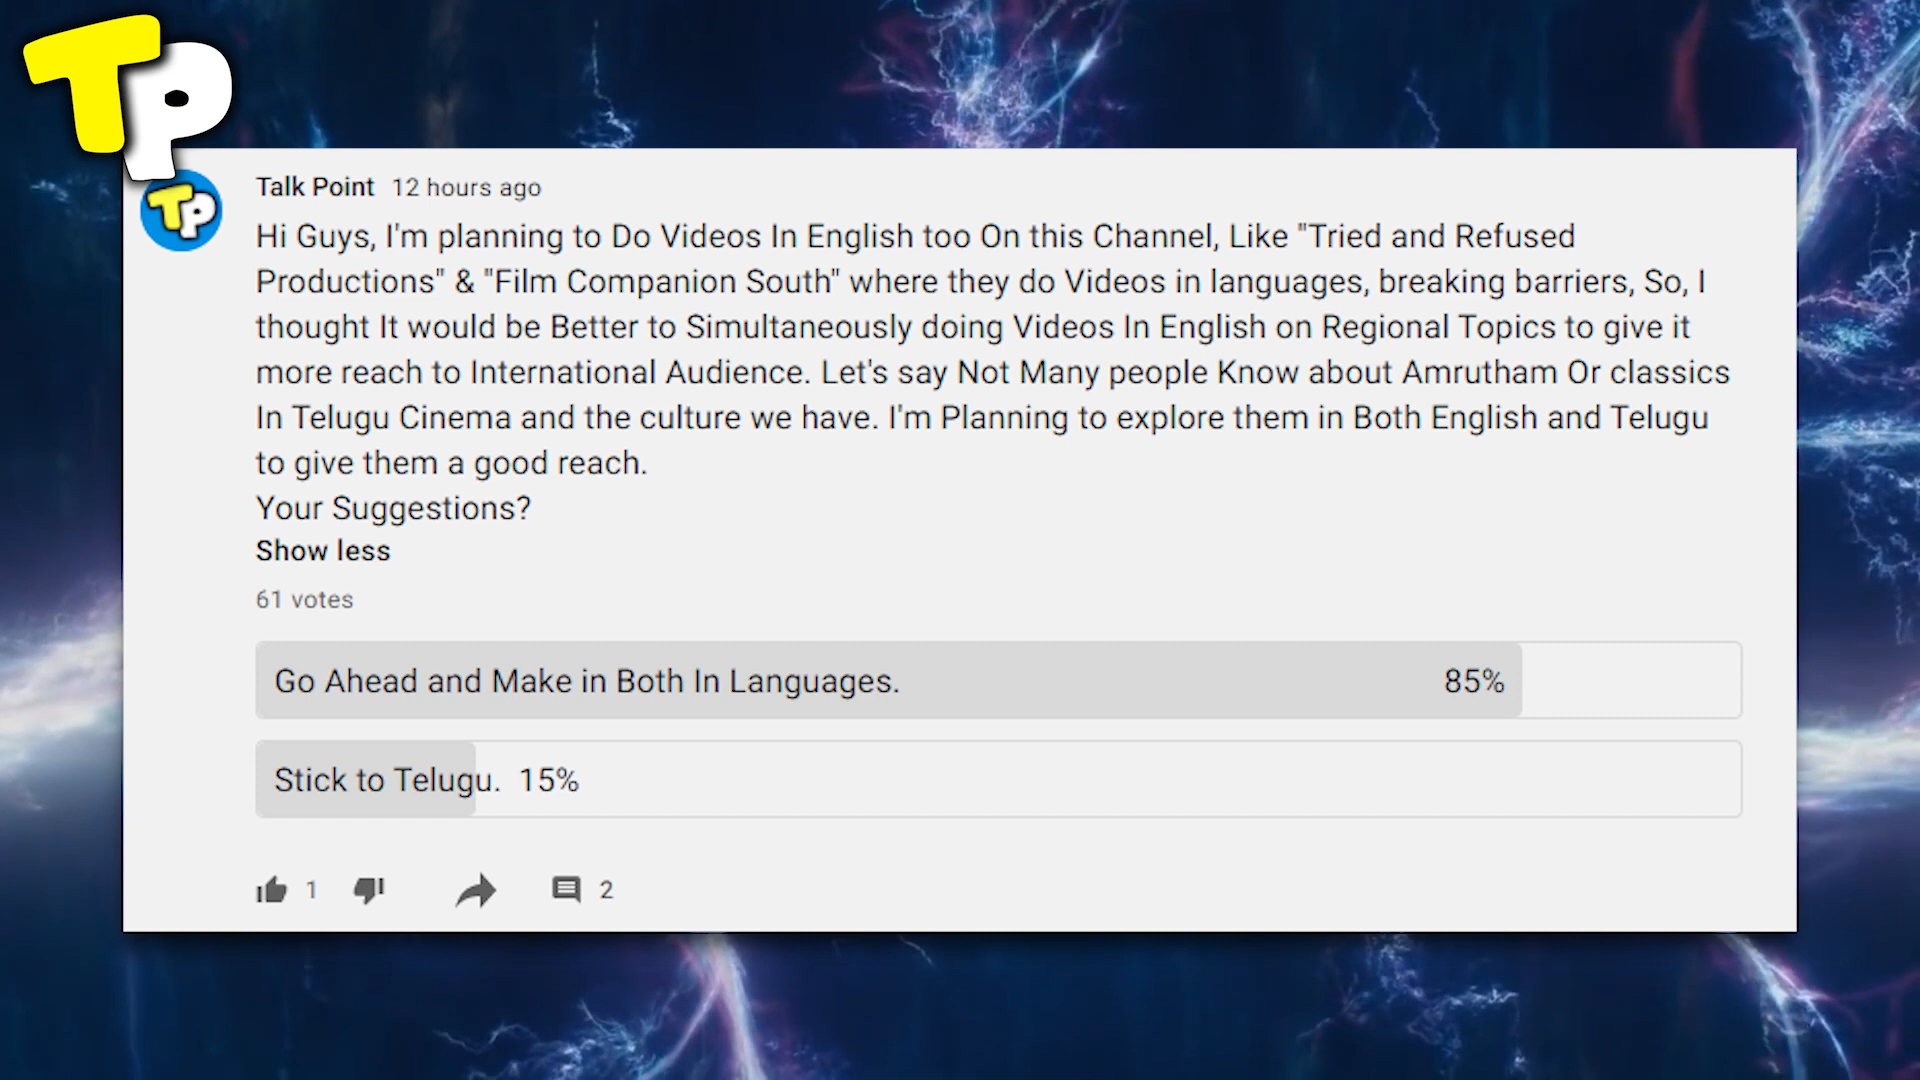 TP
TP
Talk Point 12 hours ago
Hi Guys, I'm planning to Do Videos In English too On this Channel, Like "Tried and Refused
Productions" & "Film Companion South" where they do Videos in languages, breaking barriers, So, I
thought It would be Better to Simultaneously doing Videos In English on Regional Topics to give it
more reach to International Audience. Let's say Not Many people Know about Amrutham Or classics
In Telugu Cinema and the culture we have. I'm Planning to explore them in Both English and Telugu
to give them a good reach.
Your Suggestions?
Show less
61 votes
Go Ahead and Make in Both In Languages. 85%
Stick to Telugu. 15%
1 2